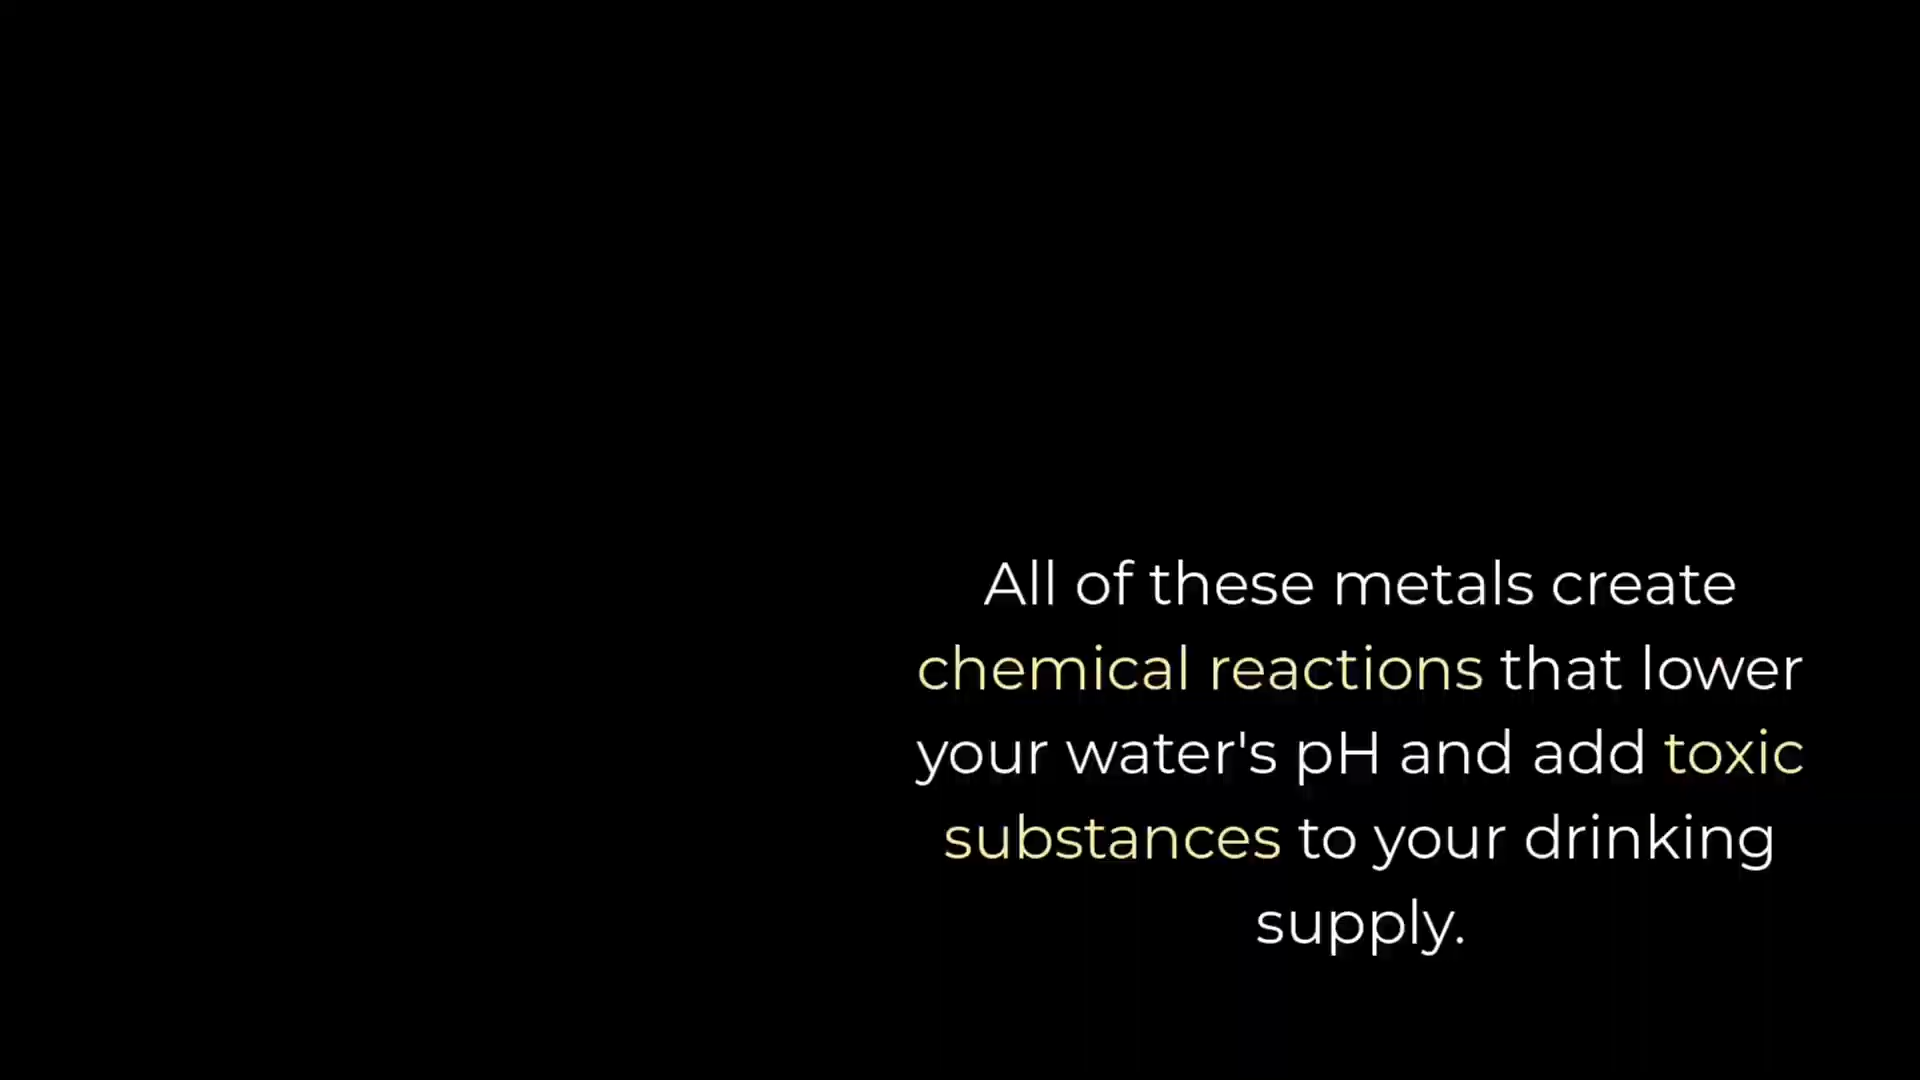 All of these metals create
chemical reactions that lower
your water's pH and add toxic
substances to your drinking
supply.